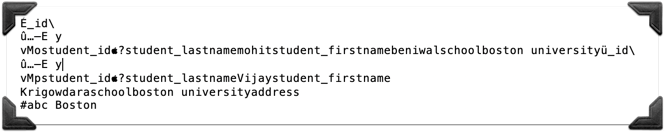 E_id\
û…—E y
vMostudent_id?student_lastnamemohitstudent_firstnamebeniwalschoolboston universityü_id\
û…—E y
vMpstudent_id?student_lastnameVijaystudent_firstname
Krigowdaraschoolboston universityaddress
#abc Boston